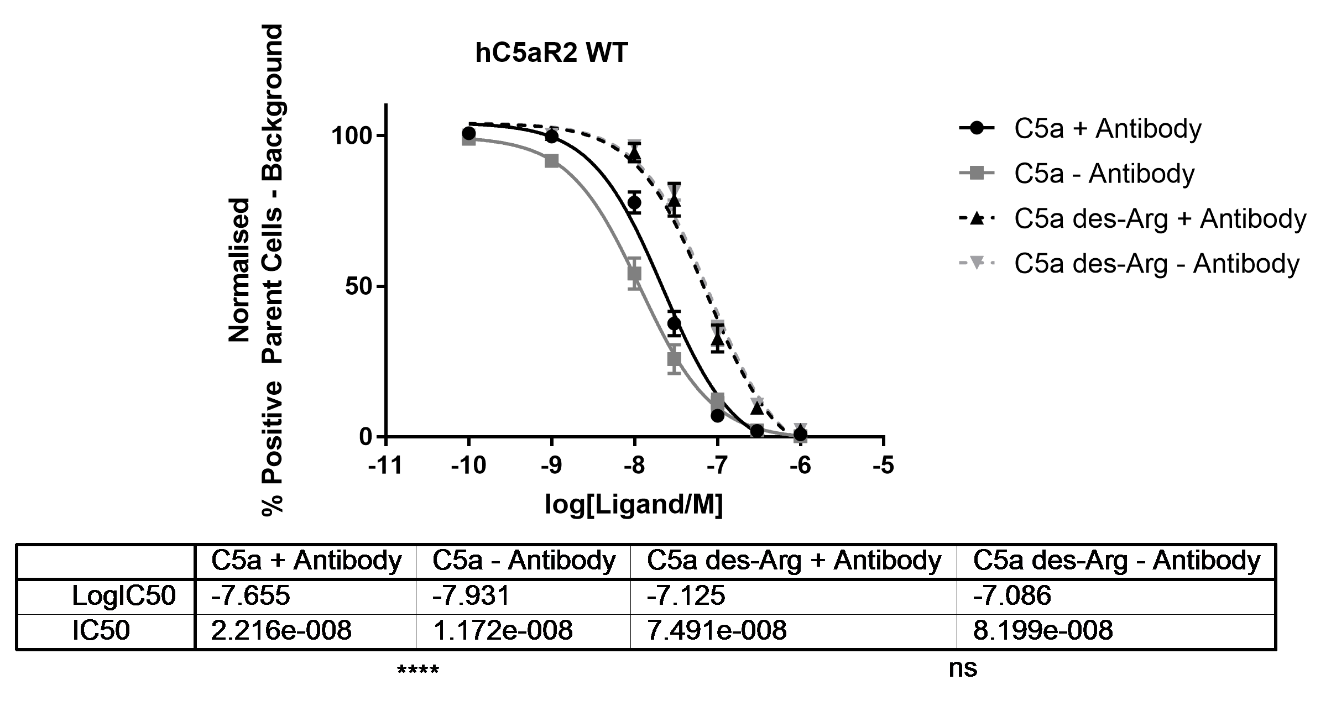 hC5aR2 WT
Normalised
% Positive Parent Cells - Background
100
50
0
-11 -10 -9 -8 -7 -6 -5
log[Ligand/M]
C5a + Antibody
C5a - Antibody
C5a des-Arg + Antibody
C5a des-Arg - Antibody
C5a + Antibody C5a - Antibody C5a des-Arg + Antibody C5a des-Arg - Antibody
LogIC50 -7.655 -7.931 -7.125 -7.086
IC50 2.216e-008 1.172e-008 7.491e-008 8.199e-008
**** ns